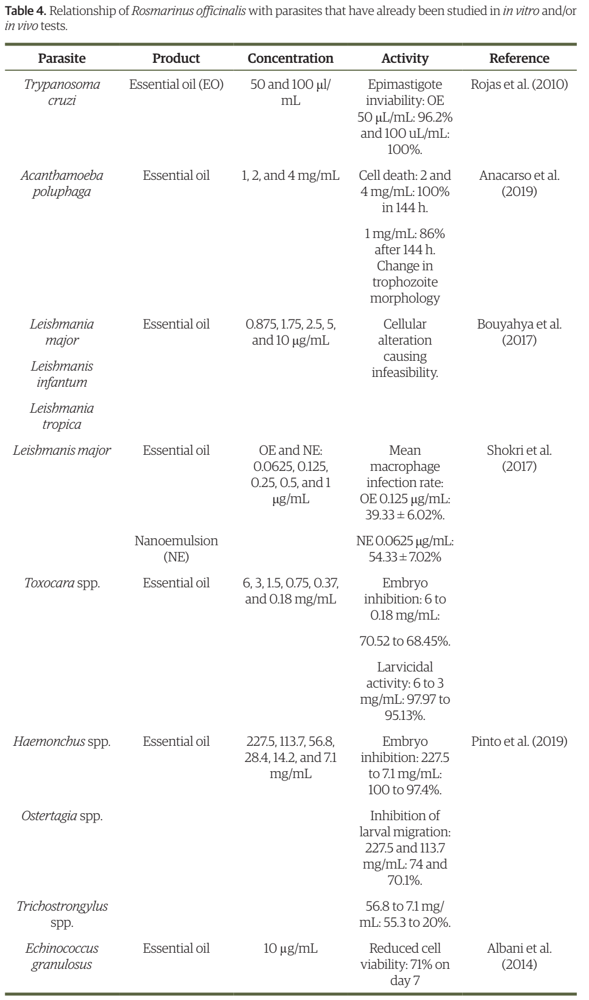 Table 4. Relationship of Rosmarinus officinalis with parasites that have already been studied in in vitro and/or
in vivo tests.
Parasite Product Concentration Activity Reference
Trypanosoma Essential oil (EO) 50 and 100 μl/ Epimastigote Rojas et al. (2010)
cruzi mL inviability: OE
50 μL/mL: 96.2%
and 100 uL/mL:
100%.
Acanthamoeba Essential oil 1, 2, and 4 mg/mL Cell death: 2 and Anacarso et al.
poluphaga 4 mg/mL: 100% (2019)
in 144 h.
1 mg/mL: 86%
after 144 h.
Change in
trophozoite
morphology
Leishmania Essential oil 0.875, 1.75, 2.5, 5, Cellular Bouyahya et al.
major and 10 μg/mL alteration (2017)
causing
Leishmanis infeasibility.
infantum
Leishmania
tropica
Leishmanis major Essential oil OE and NE: Mean Shokri et al.
0.0625, 0.125, macrophage (2017)
0.25, 0.5, and 1 infection rate:
μg/mL OE 0.125 μg/mL:
39.33 ± 6.02%.
Nanoemulsion NE 0.0625 μg/mL:
(NE) 54.33 ± 7.02%
Toxocara spp. Essential oil 6, 3, 1.5, 0.75, 0.37, Embryo
and 0.18 mg/mL inhibition: 6 to
0.18 mg/mL:
70.52 to 68.45%.
Larvicidal
activity: 6 to 3
mg/mL: 97.97 to
95.13%.
Haemonchus spp. Essential oil 227.5, 113.7, 56.8, Embryo Pinto et al. (2019)
28.4, 14.2, and 7.1 inhibition: 227.5
mg/mL to 7.1 mg/mL:
100 to 97.4%.
Ostertagia spp. Inhibition of
larval migration:
227.5 and 113.7
mg/mL: 74 and
70.1%.
Trichostrongylus 56.8 to 7.1 mg/
spp. mL: 55.3 to 20%.
Echinococcus Essential oil 10 μg/mL Reduced cell Albani et al.
granulosus viability: 71% on (2014)
day 7